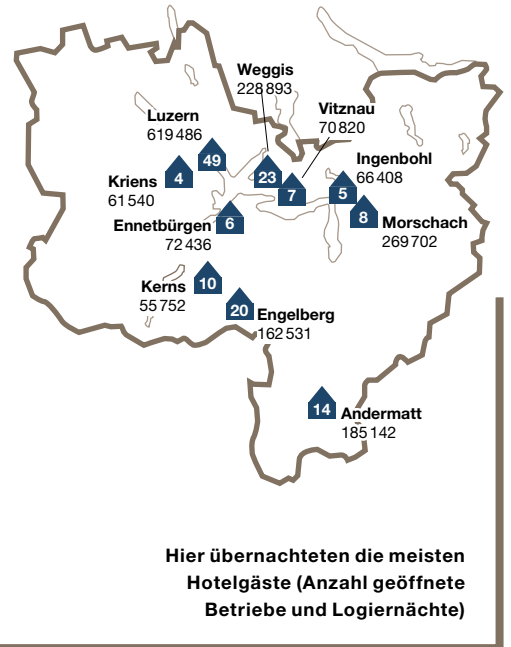 Weggis
228 893
Vitznau
70 820
Luzern
619 486
49
Ingenbohl
66 408
4
23
7
5
Kriens
61 540
8
Morschach
269 702
Ennetbürgen
72 436
6
Kerns
55 752
10
20
Engelberg
162 531
14
Andermatt
185 142
Hier übernachteten die meisten
Hotelgäste (Anzahl geöffnete
Betriebe und Logiernächte)